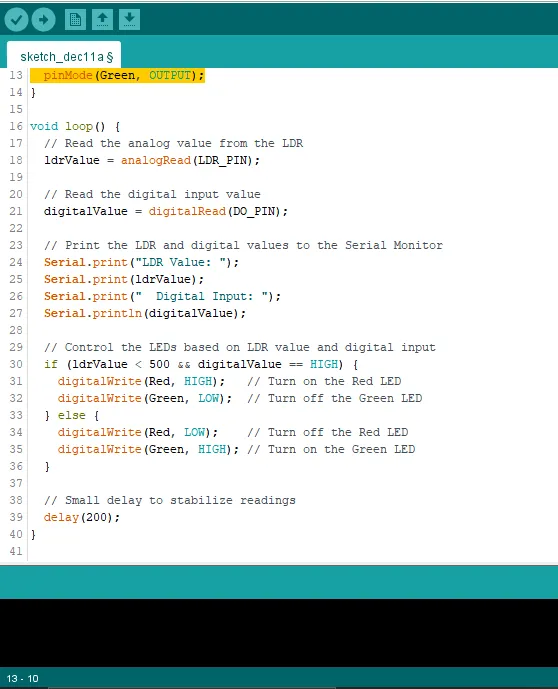 sketch_dec11a §
13   pinMode(Green, OUTPUT);
14 }
15
16 void loop() {
17   // Read the analog value from the LDR
18   ldrValue = analogRead(LDR_PIN);
19
20   // Read the digital input value
21   digitalValue = digitalRead(DO_PIN);
22
23   // Print the LDR and digital values to the Serial Monitor
24   Serial.print("LDR Value: ");
25   Serial.print(ldrValue);
26   Serial.print("  Digital Input: ");
27   Serial.println(digitalValue);
28
29   // Control the LEDs based on LDR value and digital input
30   if (ldrValue < 500 && digitalValue == HIGH) {
31     digitalWrite(Red, HIGH);   // Turn on the Red LED
32     digitalWrite(Green, LOW);  // Turn off the Green LED
33   } else {
34     digitalWrite(Red, LOW);    // Turn off the Red LED
35     digitalWrite(Green, HIGH); // Turn on the Green LED
36   }
37
38   // Small delay to stabilize readings
39   delay(200);
40 }
41
13 - 10